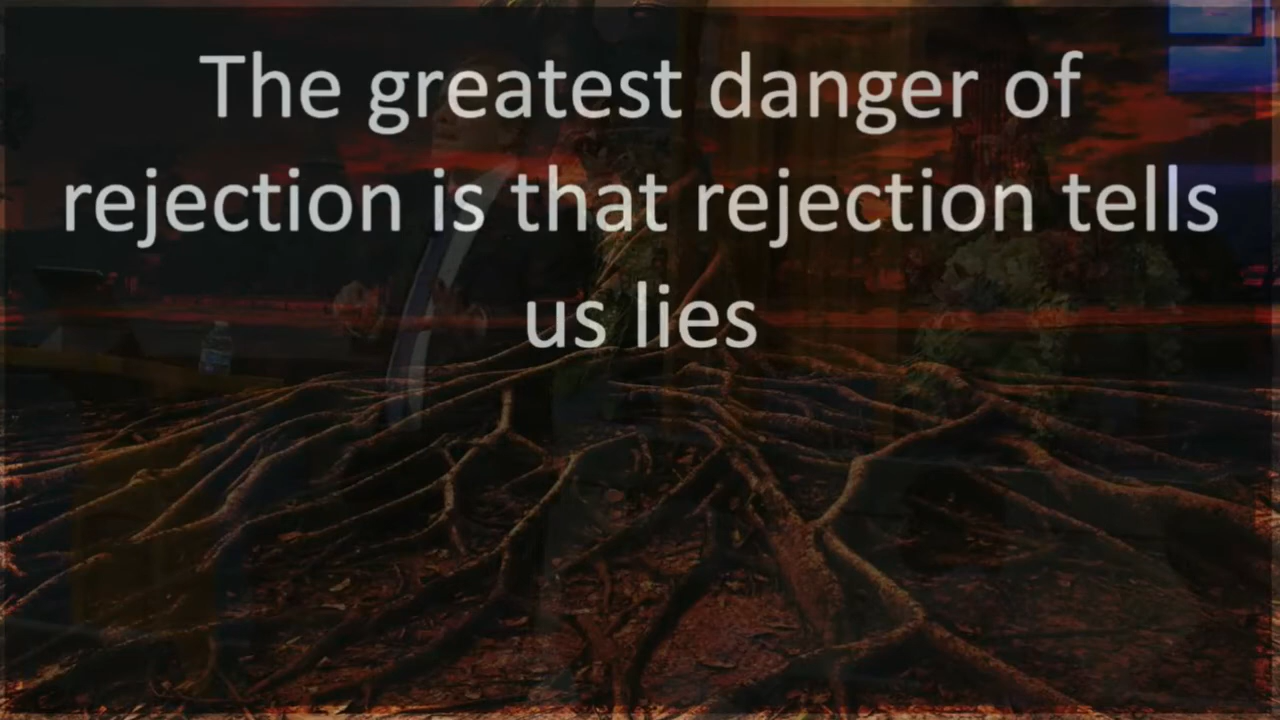 The greatest danger of
rejection is that rejection tells
us lies